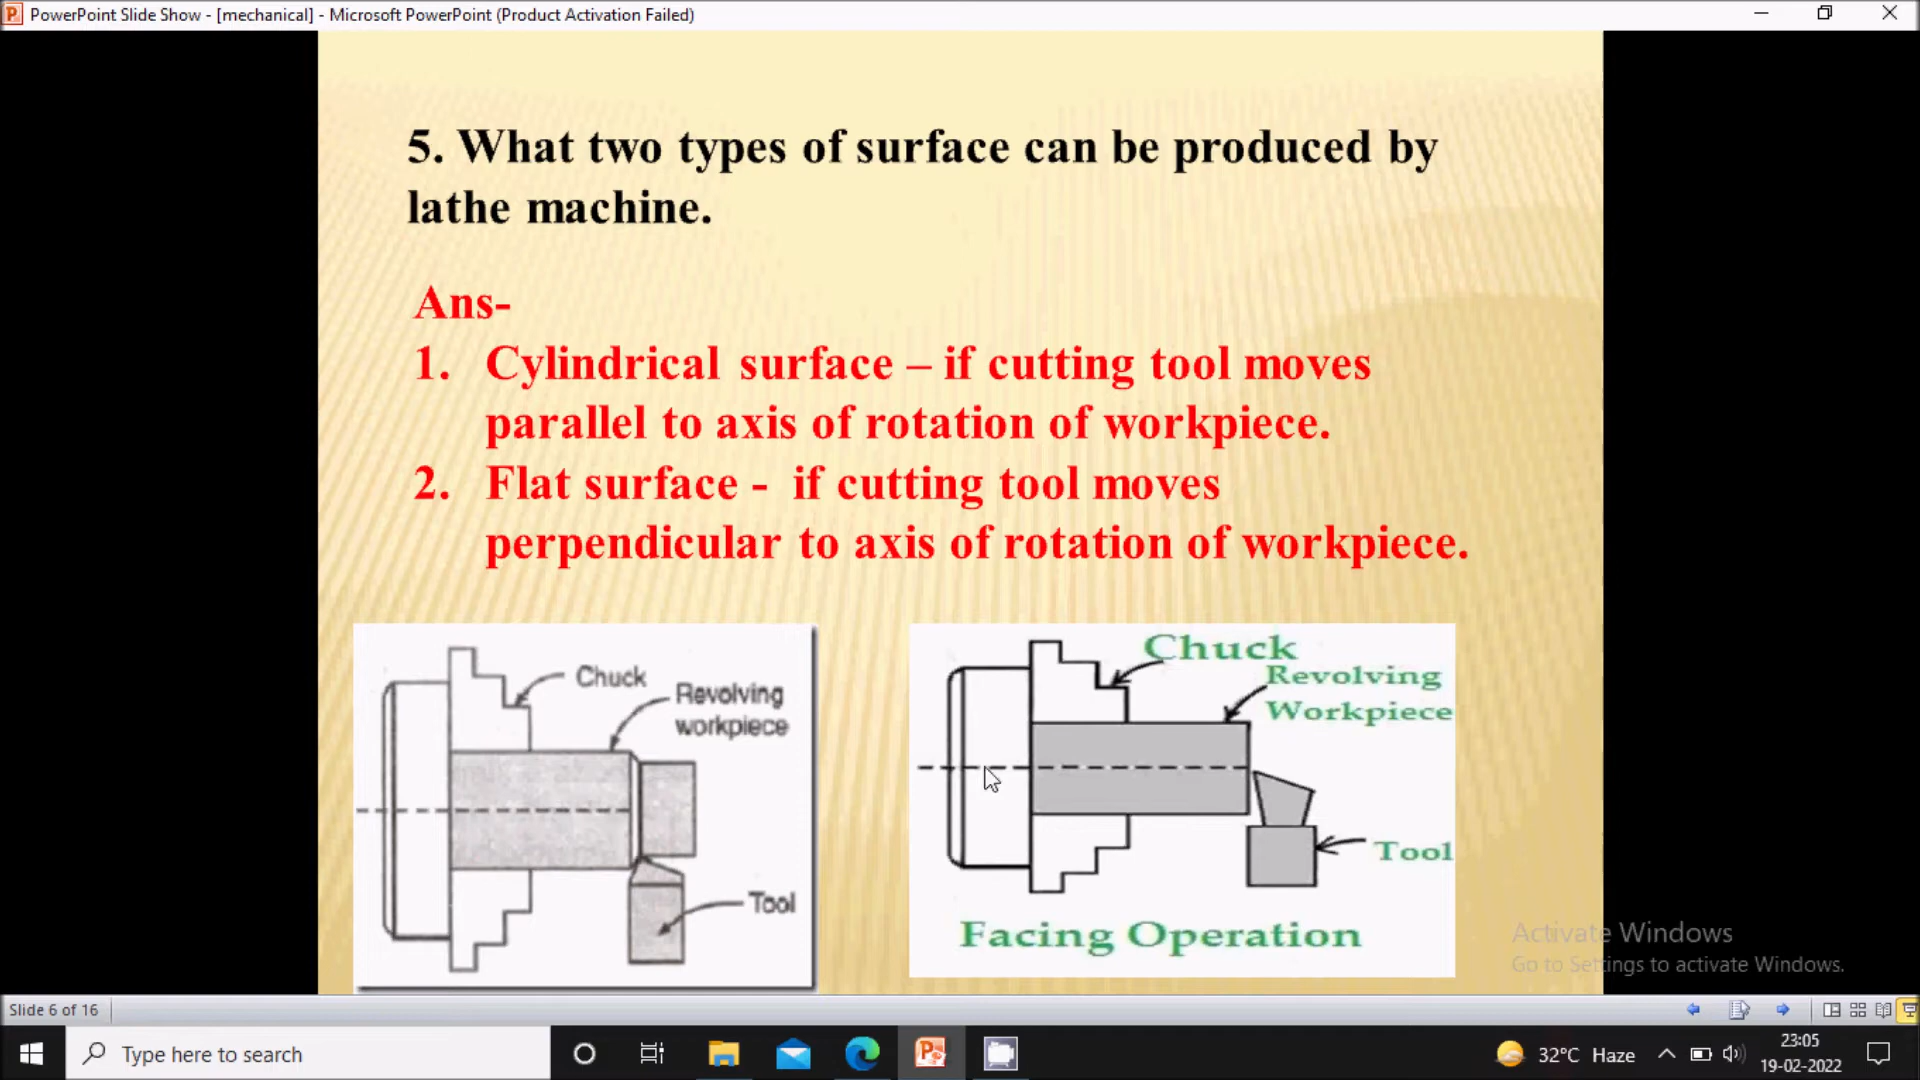 PowerPoint Slide Show - [mechanical] - Microsoft PowerPoint (Product Activation Failed)
5. What two types of surface can be produced by
lathe machine.
Ans-
1. Cylindrical surface – if cutting tool moves
parallel to axis of rotation of workpiece.
2. Flat surface - if cutting tool moves
perpendicular to axis of rotation of workpiece.
Chuck
Revolving
workpiece
Tool
Chuck
Revolving
Workpiece
Tool
Facing Operation
Activate Windows
Go to Settings to activate Windows.
Slide 6 of 16
Type here to search
32°C Haze
23:05
19-02-2022